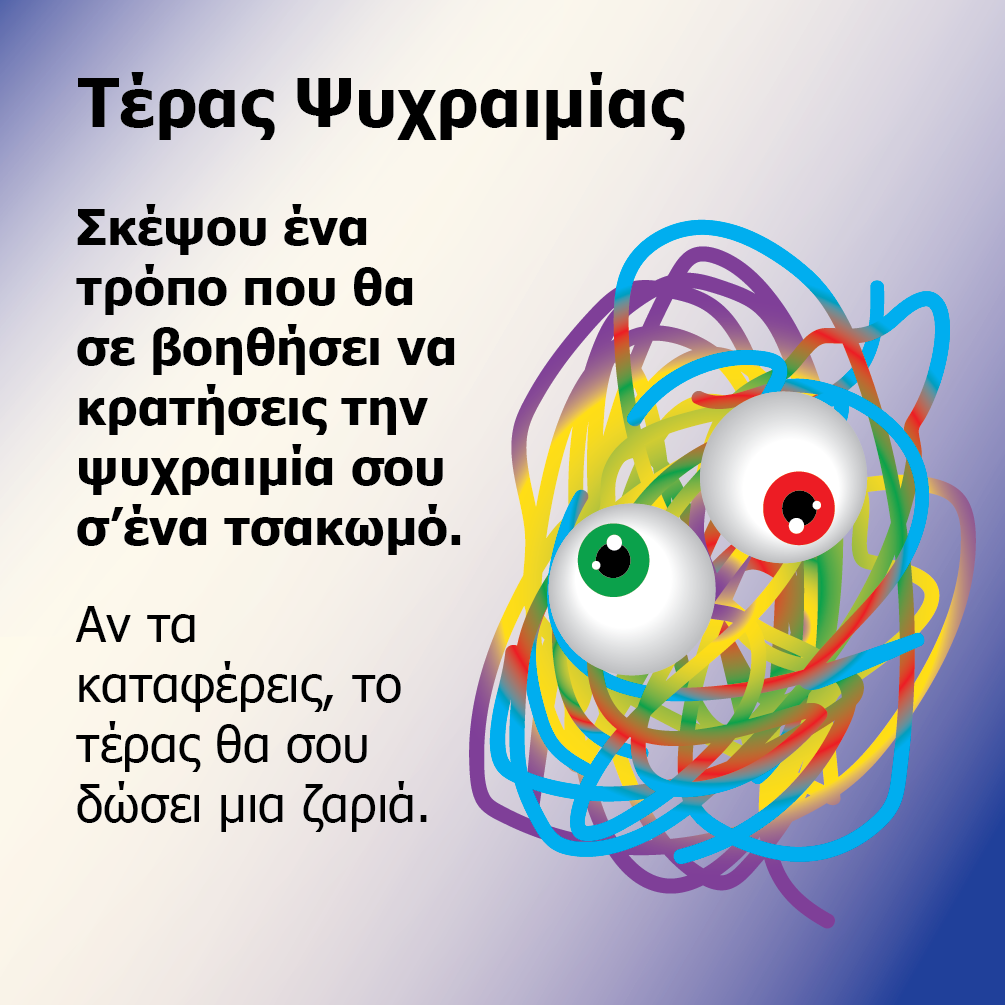 Τέρας Ψυχραιμίας
Σκέψου ένα
τρόπο που θα
σε βοηθήσει να
κρατήσεις την
ψυχραιμία σου
σ’ένα τσακωμό.
Αν τα
καταφέρεις, το
τέρας θα σου
δώσει μια ζαριά.